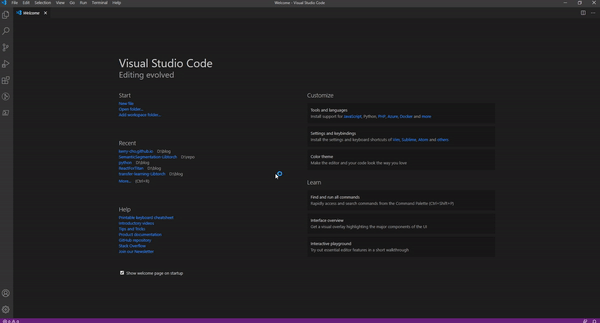 File Edit Selection View Go Run Terminal Help
Welcome - Visual Studio Code
Welcome
Visual Studio Code
Editing evolved
Start
New file
Open folder...
Add workspace folder...
Recent
D:\blog
SemanticSegmentation-Libtorch D:\yxpo
python D:\blog
D:\blog
transfer-learning-Libtorch D:\blog
More... (Ctrl+R)
Help
Printable keyboard cheatsheet
Introductory videos
Tips and Tricks
Product documentation
GitHub repository
Stack Overflow
Join our Newsletter
Show welcome page on startup
Customize
Tools and languages
Install support for JavaScript, Python, PHP, Azure, Docker and more
Settings and keybindings
Install the settings and keyboard shortcuts of Vim, Sublime, Atom and others
Color theme
Make the editor and your code look the way you love
Learn
Find and run all commands
Rapidly access and search commands from the Command Palette (Ctrl+Shift+P)
Interface overview
Get a visual overlay highlighting the major components of the UI
Interactive playground
Try out essential editor features in a short walkthrough